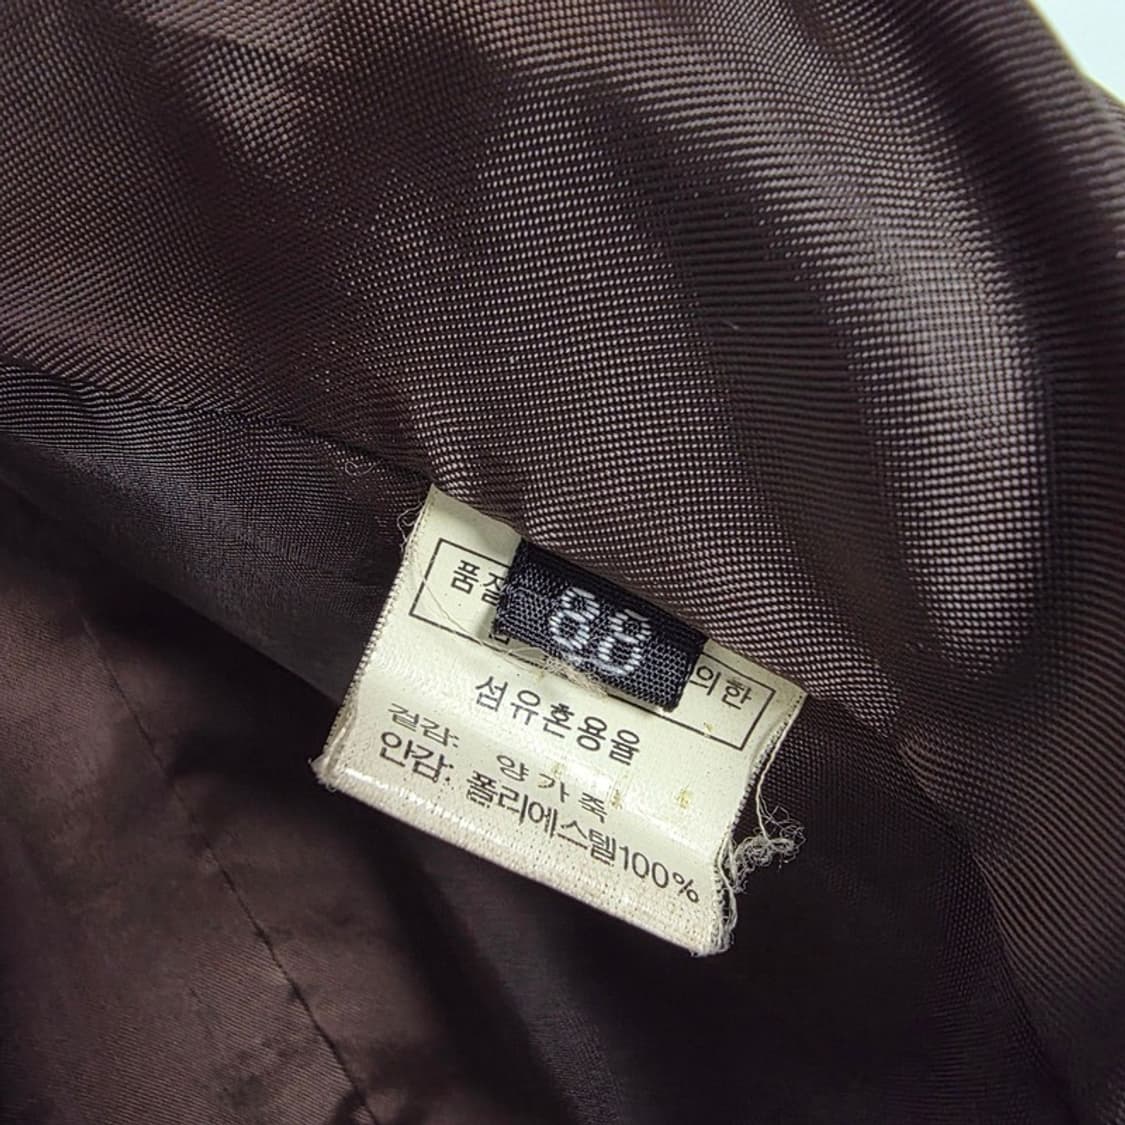 품질
의한
88
섬유혼용율
겉감: 양가죽
안감: 폴리에스텔100%